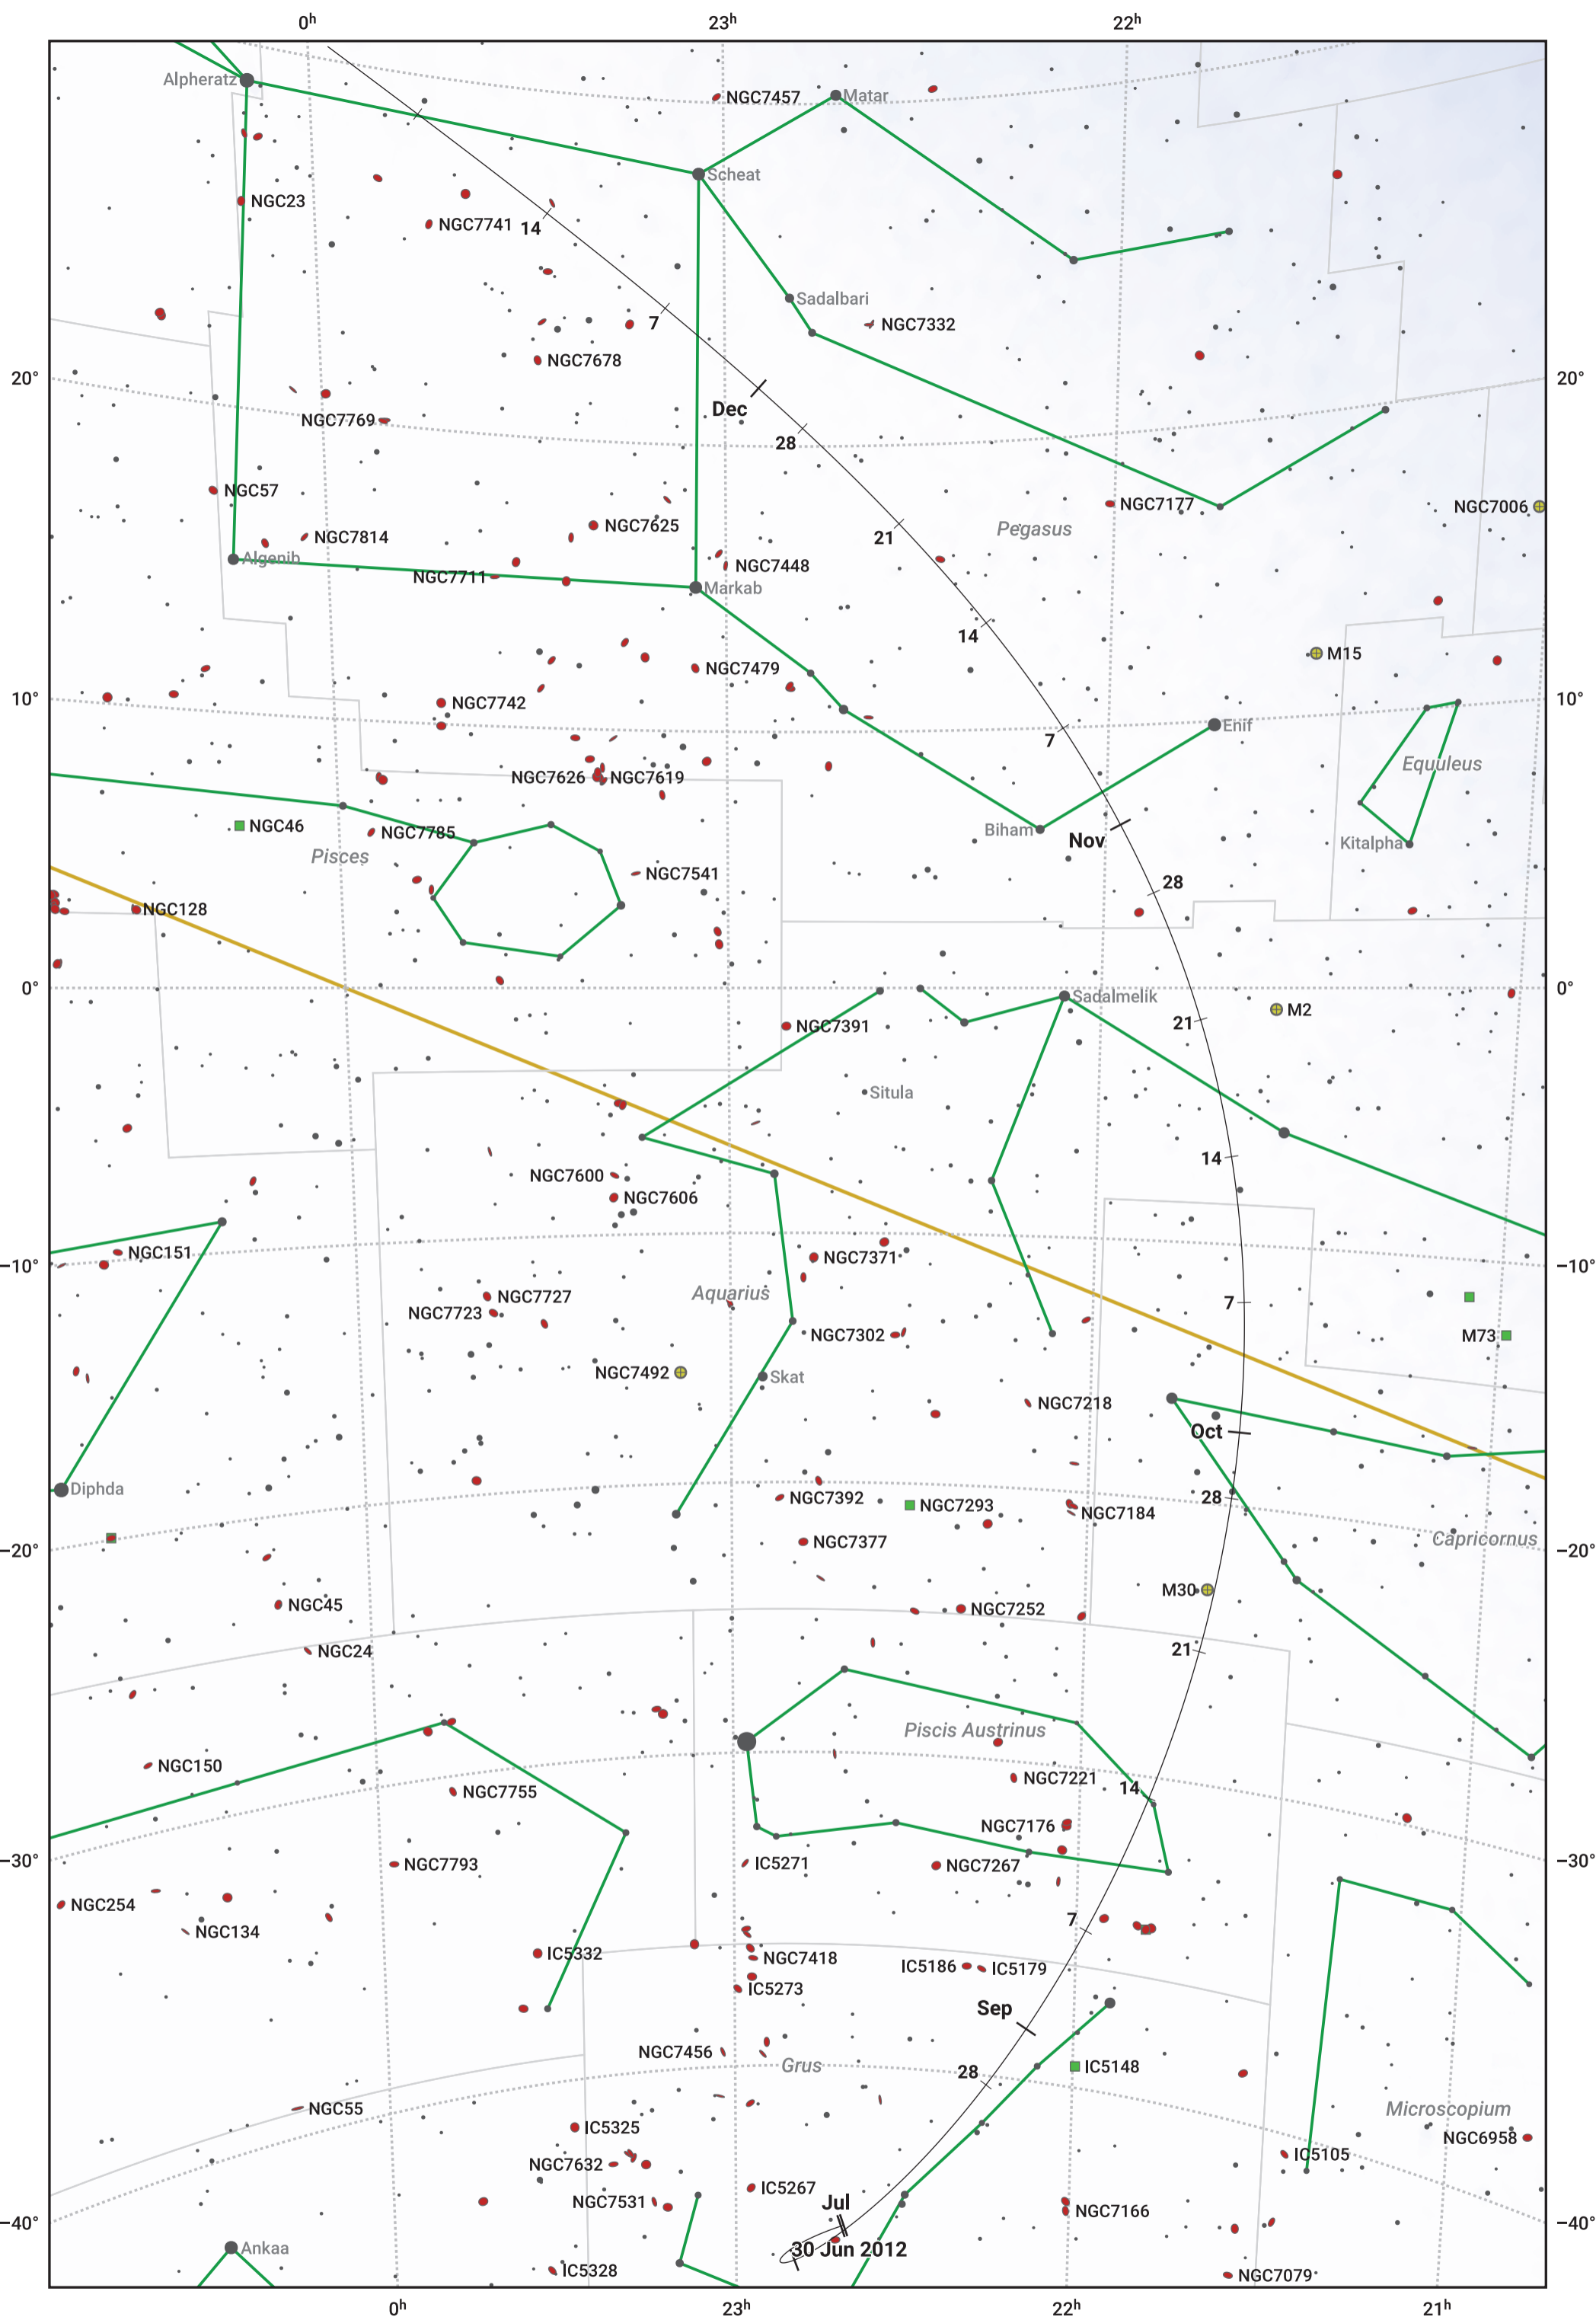 0h 23h 22h
Alpheratz
NGC7457
Matar
Scheat
NGC23
NGC7741
14
Sadalbari
7
NGC7332
NGC7678
20°
20°
Dec
NGC7769
28
NGC57
NGC7177
NGC7006
NGC7625
Pegasus
21
NGC7814
Algenib
NGC7448
NGC7711
Markab
14
M15
NGC7479
10°
10°
NGC7742
Enif
7
Equuleus
NGC7626
NGC7619
NGC46
NGC7785
Biham
Nov
Kitalpha
Pisces
NGC7541
28
NGC128
0°
0°
Sadalmelik
M2
21
NGC7391
Situla
14
NGC7600
NGC7606
NGC151
NGC7371
−10°
−10°
Aquarius
NGC7727
7
NGC7723
NGC7302
M73
NGC7492
Skat
NGC7218
Oct
Diphda
NGC7392
28
NGC7293
NGC7184
Capricornus
NGC7377
−20°
−20°
M30
NGC45
NGC7252
NGC24
21
Piscis Austrinus
NGC150
NGC7221
14
NGC7755
NGC7176
−30°
−30°
NGC7793
IC5271
NGC7267
NGC254
7
NGC134
IC5332
NGC7418
IC5186
IC5179
IC5273
Sep
NGC7456
Grus
IC5148
28
NGC55
Microscopium
IC5325
NGC6958
IC5105
NGC7632
IC5267
NGC7531
Jul
NGC7166
−40°
−40°
Ankaa
30 Jun 2012
IC5328
NGC7079
0h 23h 22h 21h